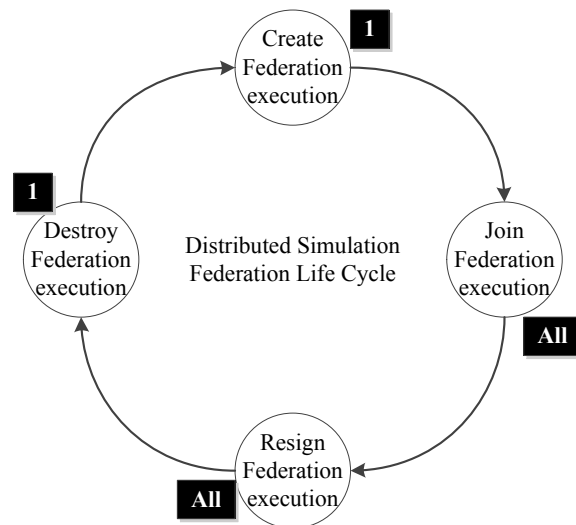 Create
Federation
execution
1
1
Destroy
Federation
execution
Distributed Simulation
Federation Life Cycle
Join
Federation
execution
All
Resign
Federation
execution
All